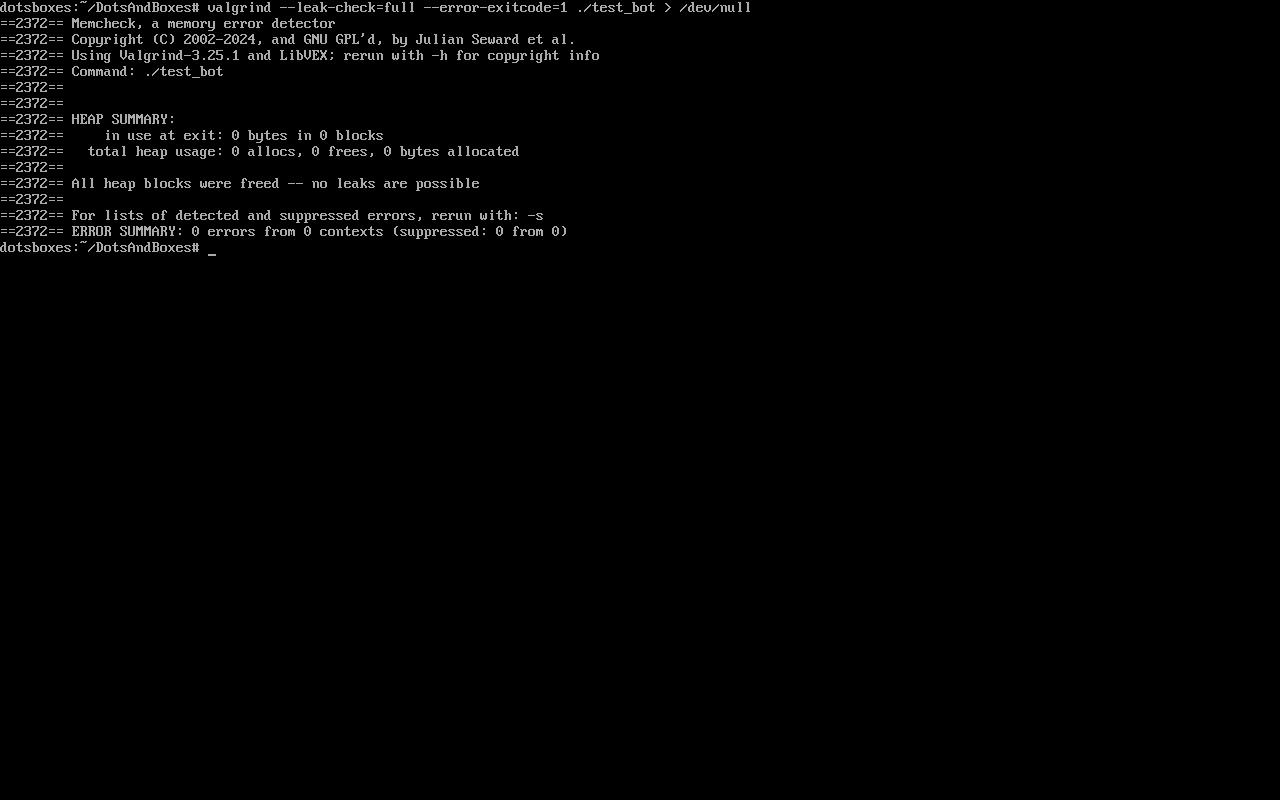 dotsboxes:~/DotsAndBoxes# valgrind --leak-check=full --error-exitcode=1 ./test_bot > /dev/null
==2372== Memcheck, a memory error detector
==2372== Copyright (C) 2002-2024, and GNU GPL'd, by Julian Seward et al.
==2372== Using Valgrind-3.25.1 and LibVEX; rerun with -h for copyright info
==2372== Command: ./test_bot
==2372==
==2372==
==2372== HEAP SUMMARY:
==2372==     in use at exit: 0 bytes in 0 blocks
==2372==   total heap usage: 0 allocs, 0 frees, 0 bytes allocated
==2372==
==2372== All heap blocks were freed -- no leaks are possible
==2372==
==2372== For lists of detected and suppressed errors, rerun with: -s
==2372== ERROR SUMMARY: 0 errors from 0 contexts (suppressed: 0 from 0)
dotsboxes:~/DotsAndBoxes# _